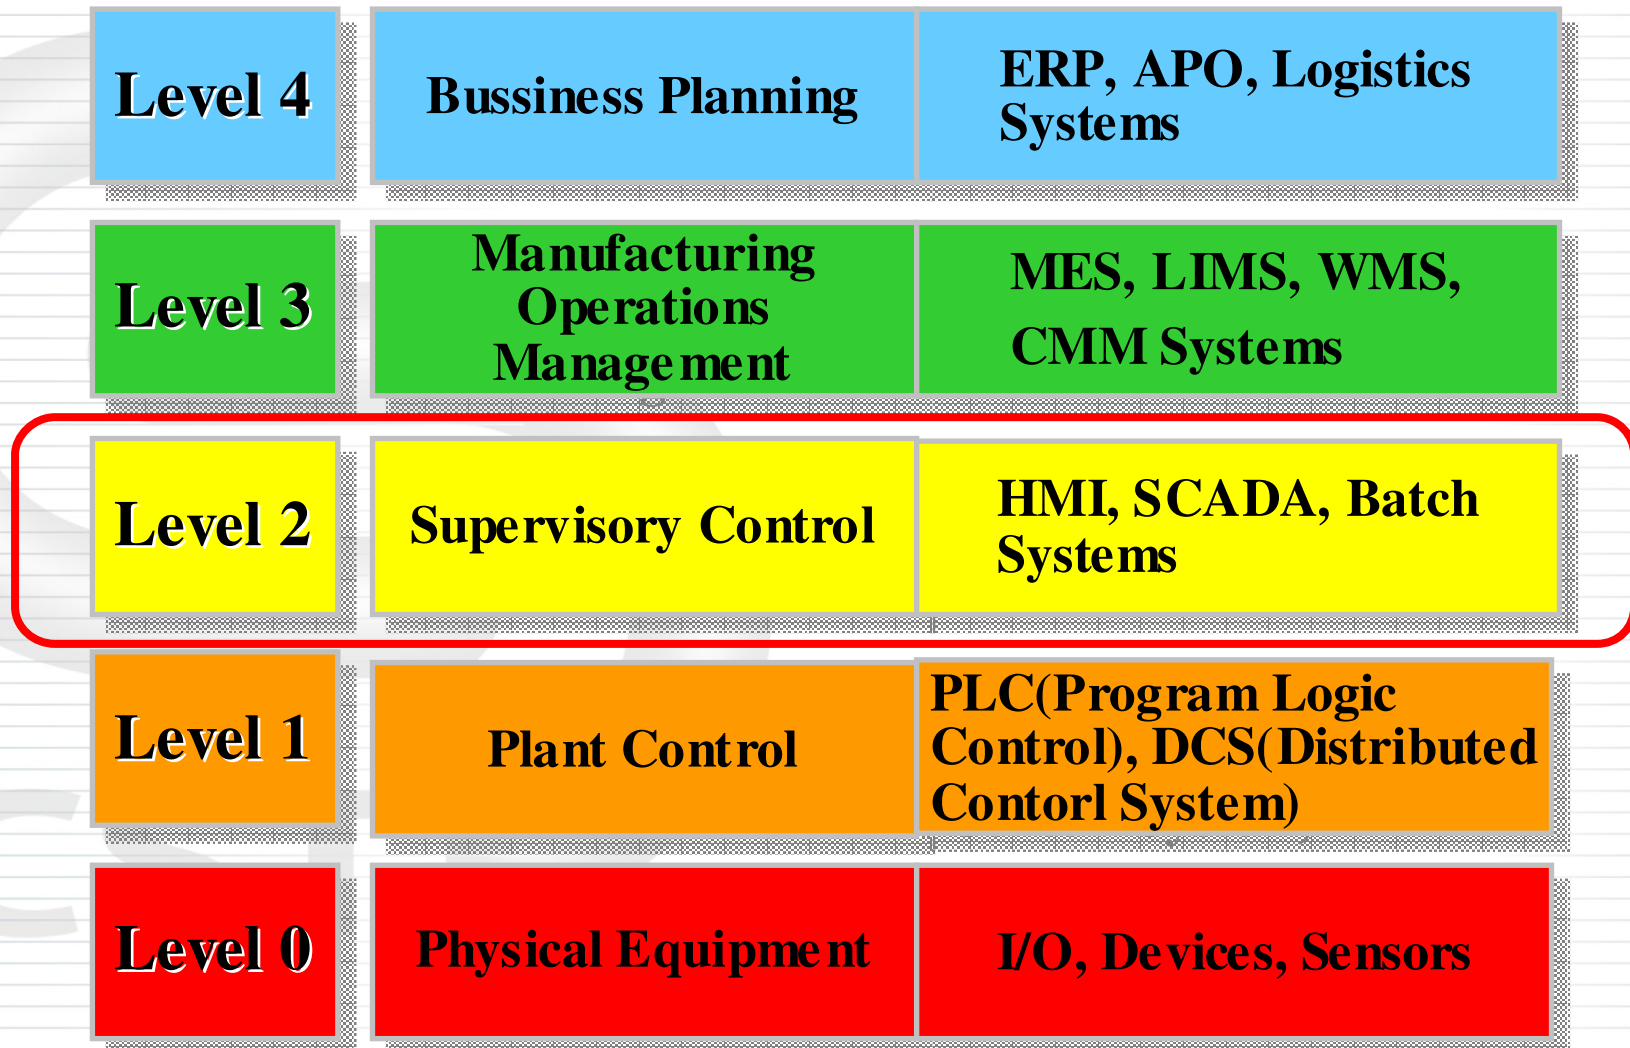 Level 4
Bussiness Planning
ERP, APO, Logistics
Systems
Level 3
Manufacturing
Operations
Management
MES, LIMS, WMS,
CMM Systems
Level 2
Supervisory Control
HMI, SCADA, Batch
Systems
Level 1
Plant Control
PLC(Program Logic
Control), DCS(Distributed
Contorl System)
Level 0
Physical Equipment
I/O, Devices, Sensors